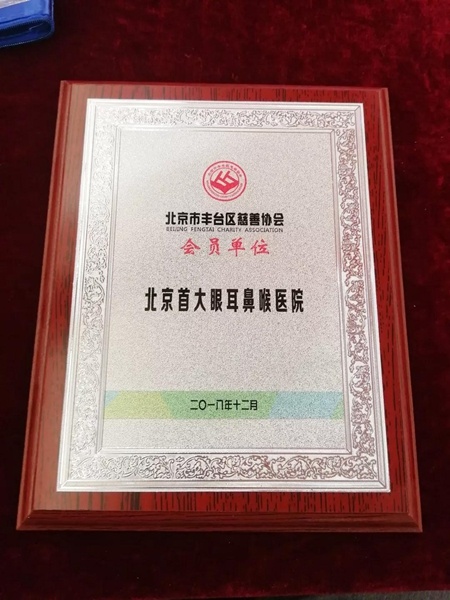 北京市丰台区慈善协会
BEIJING FENGTAI CHARITY ASSOCIATION
会员单位
北京首大眼耳鼻喉医院
二〇一八年十二月